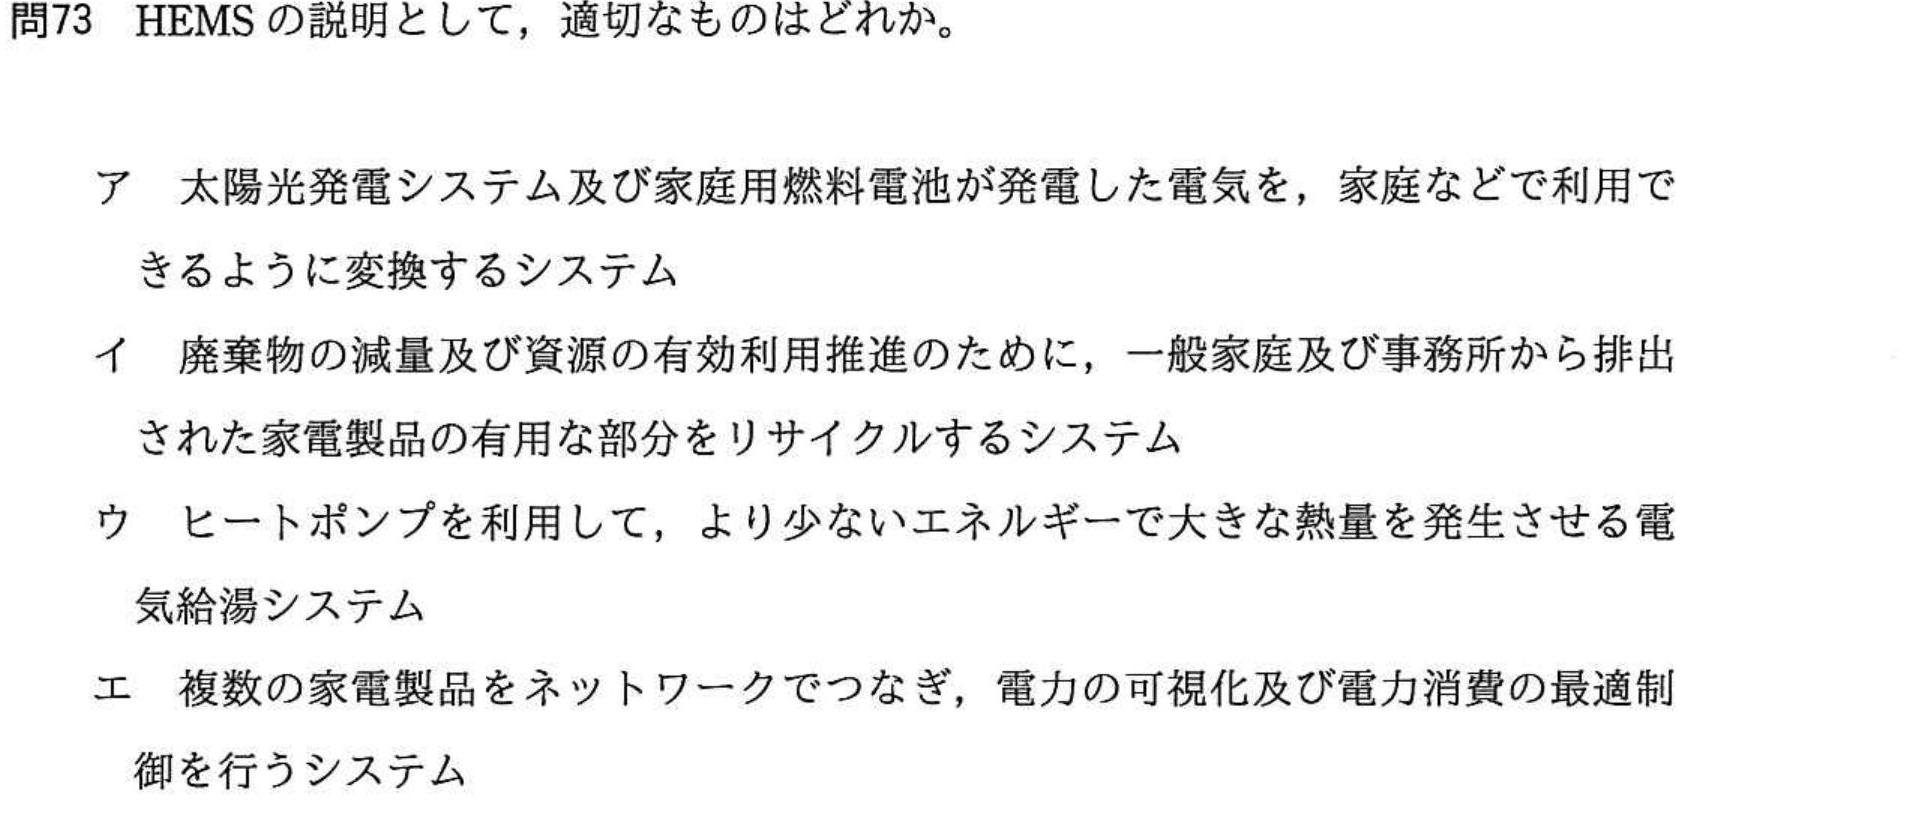 問73 HEMSの説明として，適切なものはどれか。
ア 太陽光発電システム及び家庭用燃料電池が発電した電気を，家庭などで利用で
きるように変換するシステム
イ 廃棄物の減量及び資源の有効利用推進のために，一般家庭及び事務所から排出
された家電製品の有用な部分をリサイクルするシステム
ウ ヒートポンプを利用して，より少ないエネルギーで大きな熱量を発生させる電
気給湯システム
エ 複数の家電製品をネットワークでつなぎ，電力の可視化及び電力消費の最適制
御を行うシステム